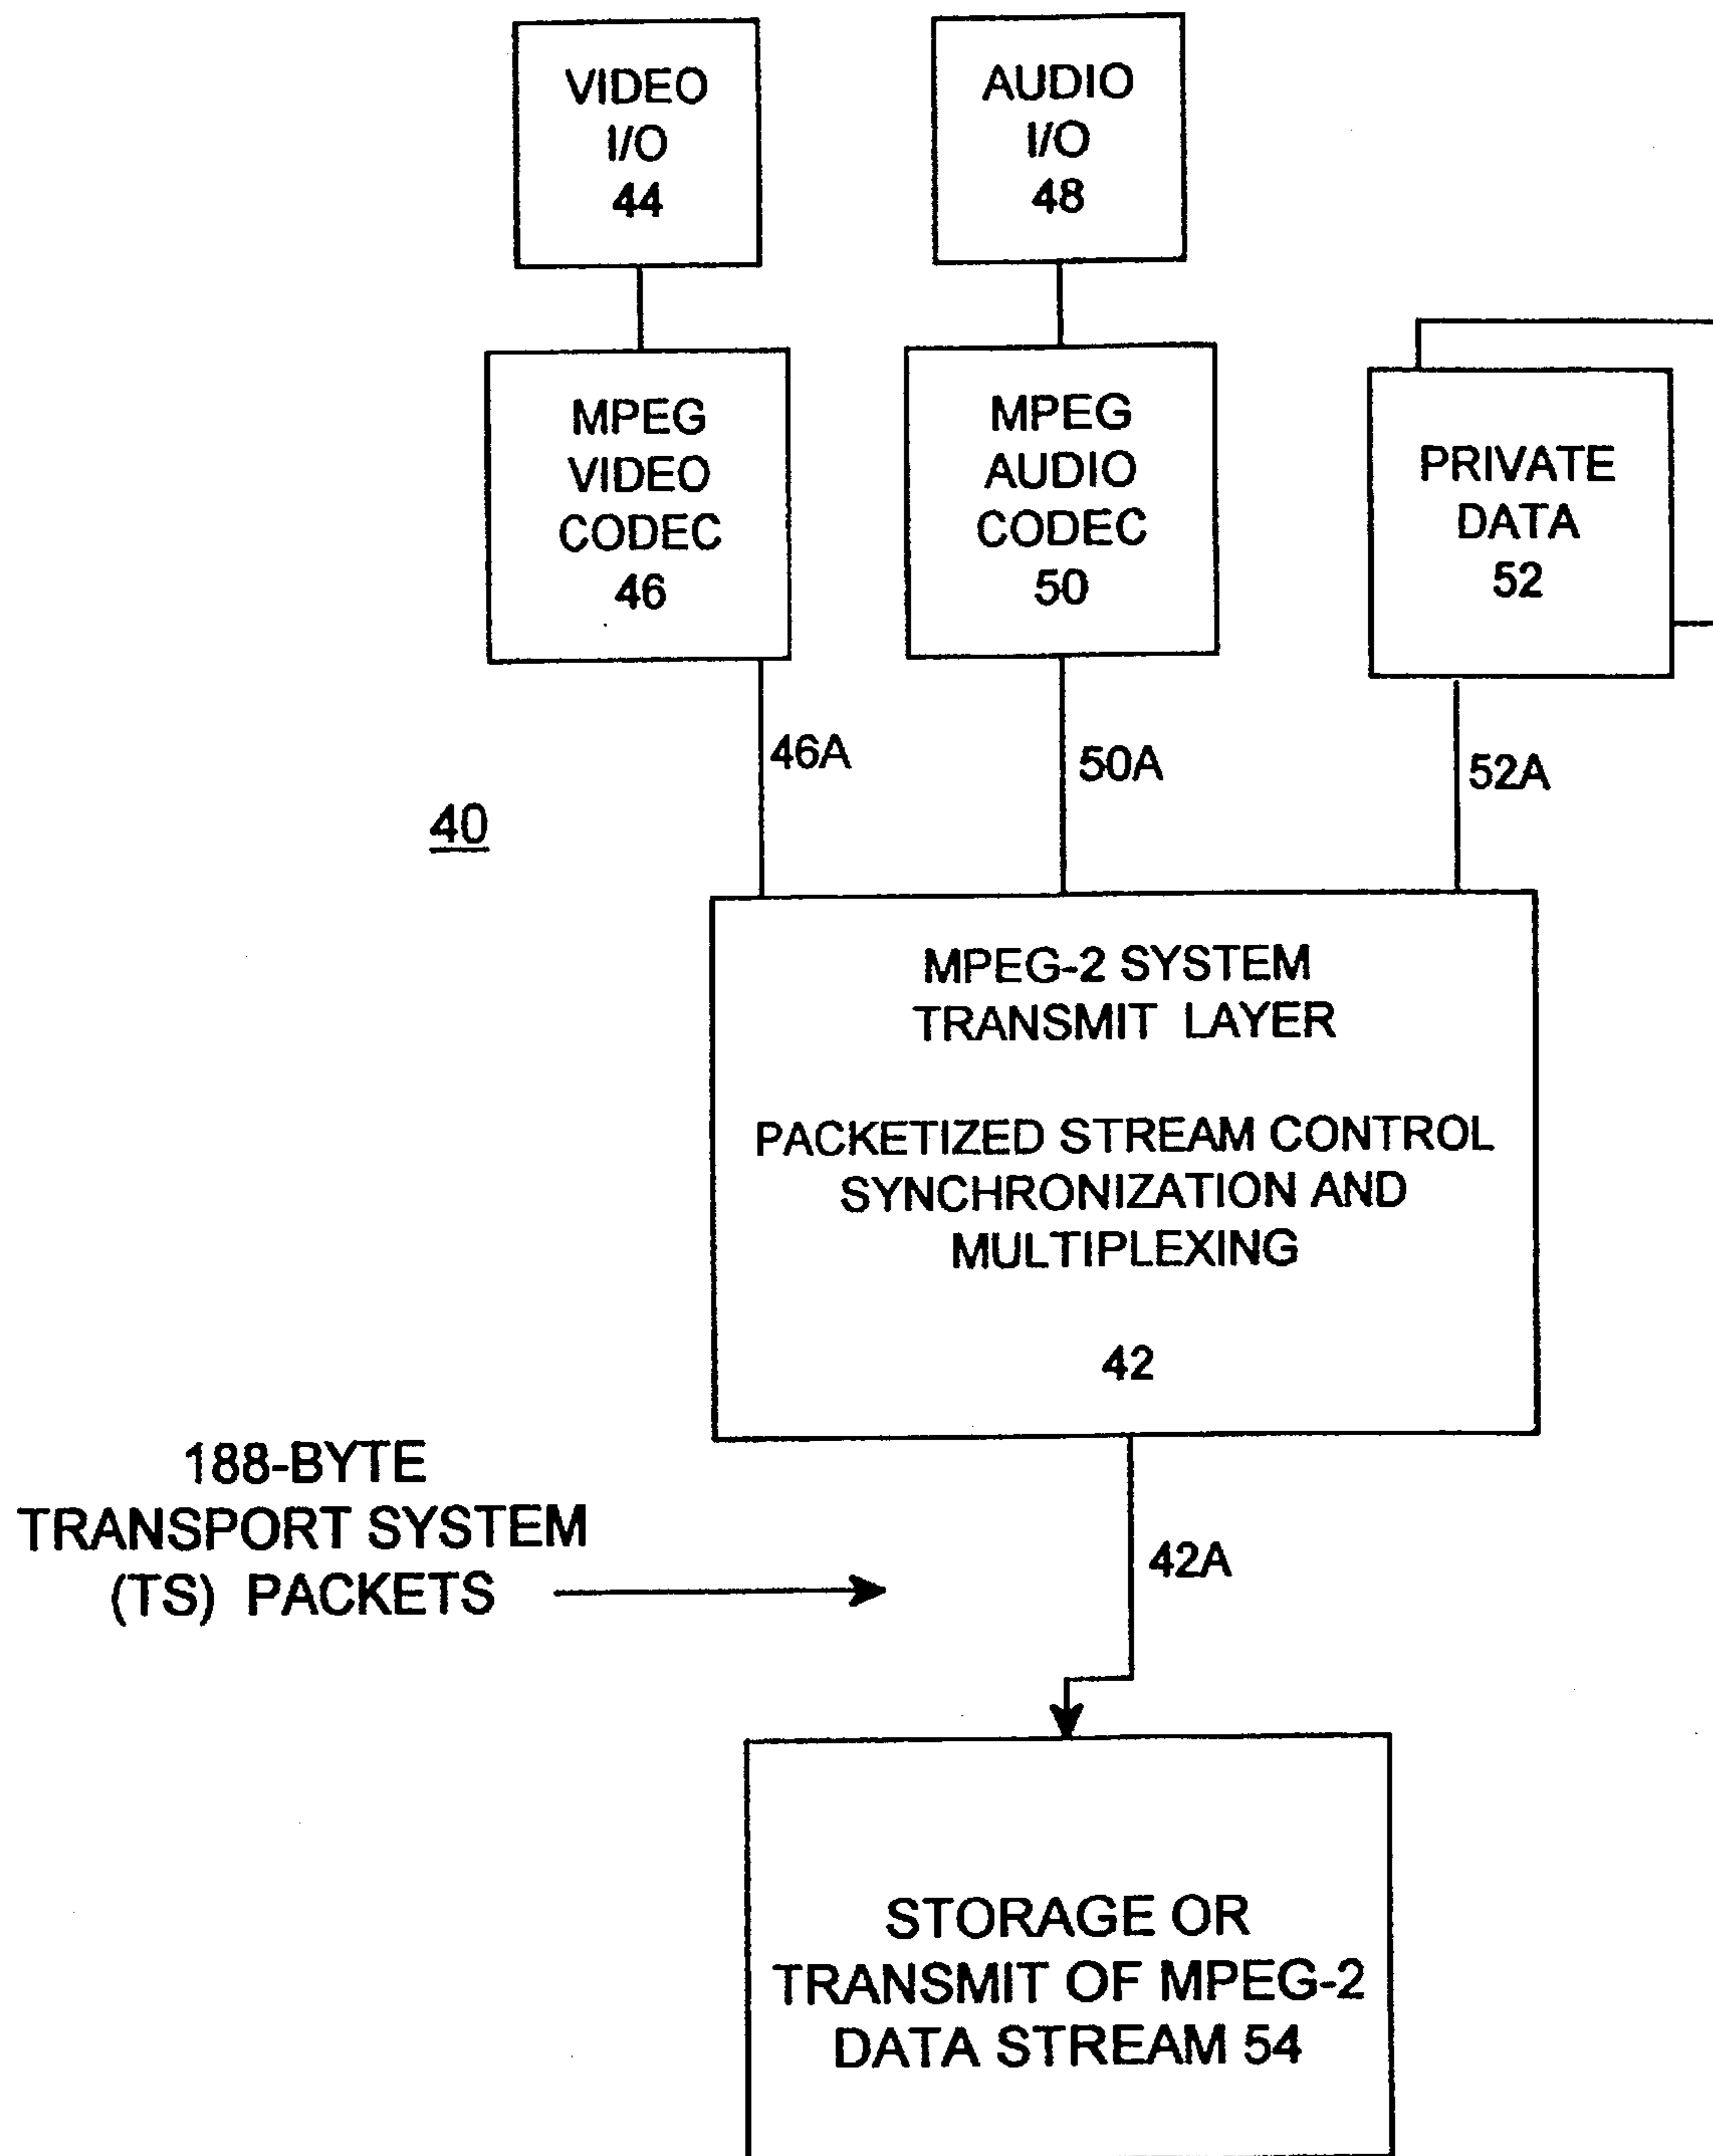 VIDEO
I/O
44
AUDIO
I/O
48
MPEG
VIDEO
CODEC
46
MPEG
AUDIO
CODEC
50
PRIVATE
DATA
52
46A
50A
52A
40
MPEG-2 SYSTEM
TRANSMIT LAYER
PACKETIZED STREAM CONTROL
SYNCHRONIZATION AND
MULTIPLEXING
42
188-BYTE
TRANSPORT SYSTEM
(TS) PACKETS
42A
STORAGE OR
TRANSMIT OF MPEG-2
DATA STREAM 54